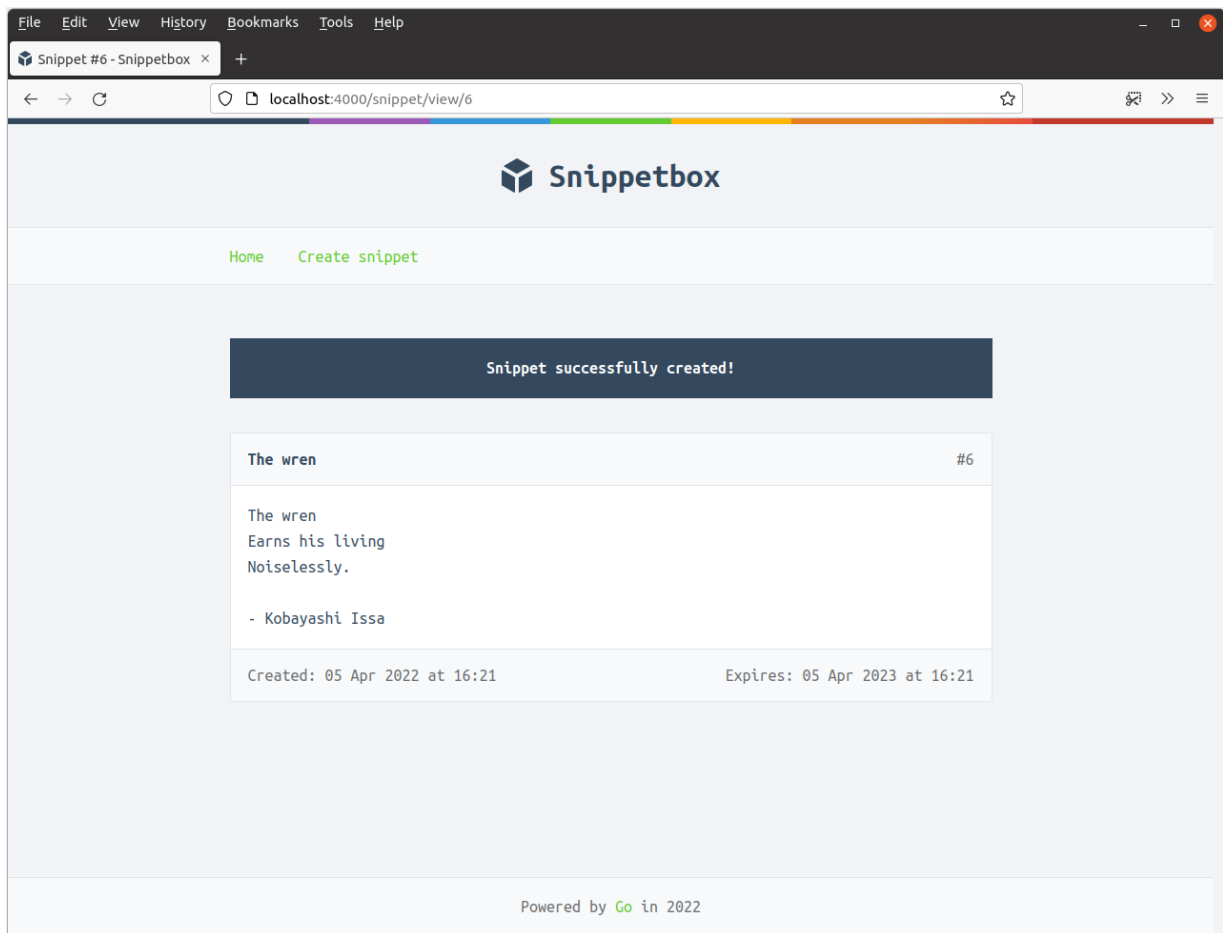 File Edit View History Bookmarks Tools Help
Snippet #6 - Snippetbox
localhost:4000/snippet/view/6
Snippetbox
Home Create snippet
Snippet successfully created!
The wren #6
The wren
Earns his living
Noiselessly.
- Kobayashi Issa
Created: 05 Apr 2022 at 16:21 Expires: 05 Apr 2023 at 16:21
Powered by Go in 2022